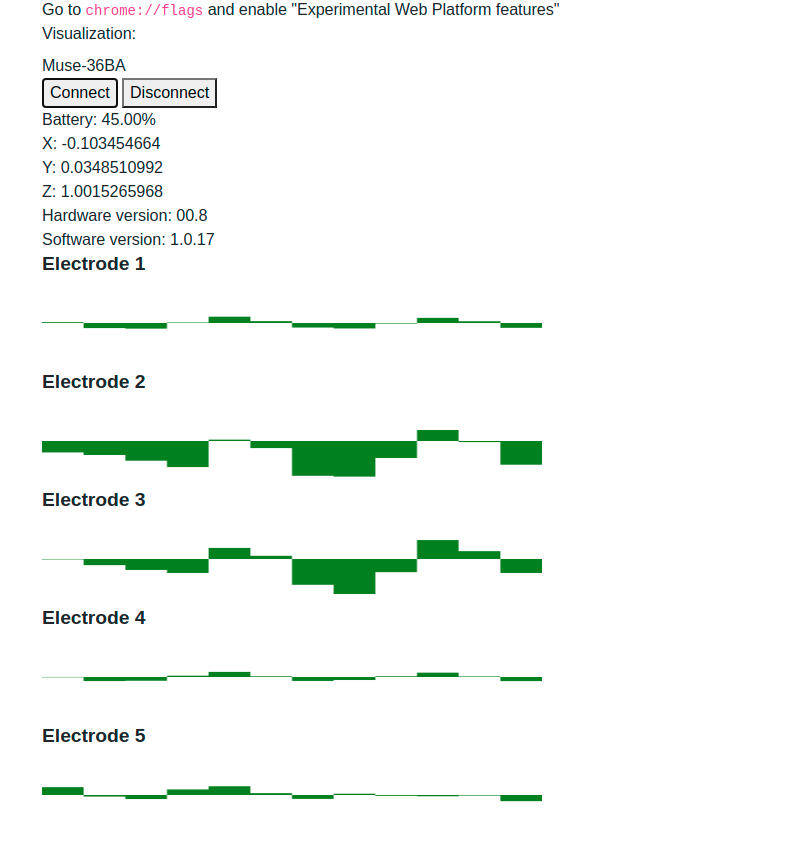 Go to chrome://flags and enable "Experimental Web Platform features"
Visualization:
Muse-36BA
Connect Disconnect
Battery: 45.00%
X: -0.103454664
Y: 0.0348510992
Z: 1.0015265968
Hardware version: 00.8
Software version: 1.0.17
Electrode 1
Electrode 2
Electrode 3
Electrode 4
Electrode 5